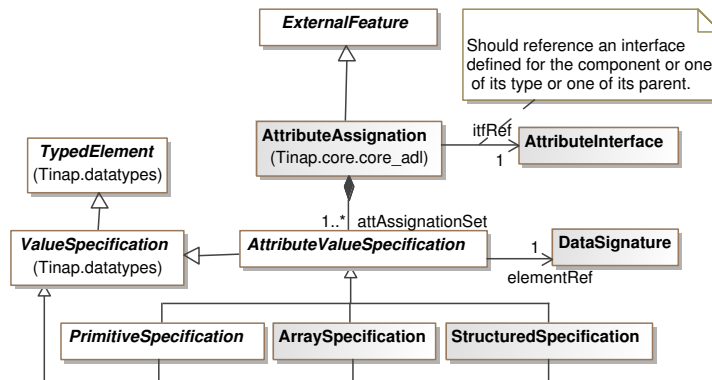 ExternalFeature
Should reference an interface
defined for the component or one
of its type or one of its parent.
AttributeAssignation
(Tinap.core.core_adl)
itfRef
1
AttributeInterface
TypedElement
(Tinap.datatypes)
1..* attAssignationSet
ValueSpecification
(Tinap.datatypes)
AttributeValueSpecification
1
DataSignature
elementRef
PrimitiveSpecification
ArraySpecification
StructuredSpecification